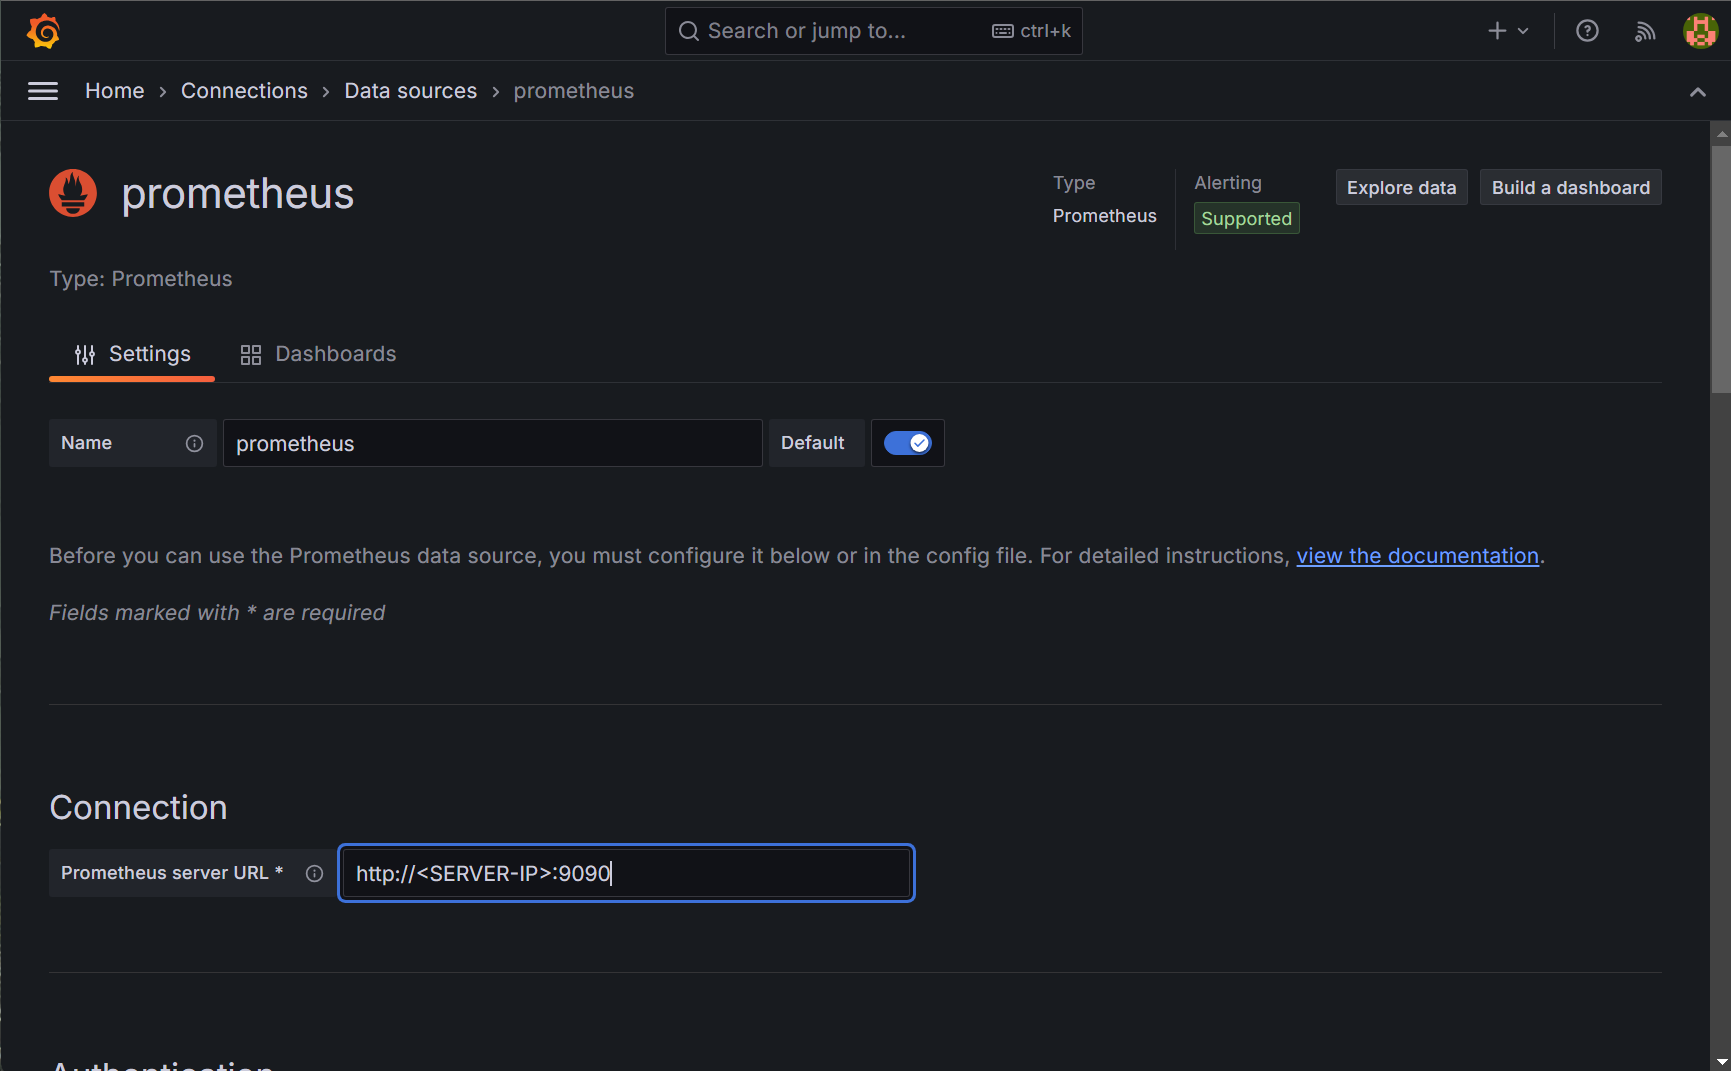 Search or jump to... ctrl+k
Home › Connections › Data sources › prometheus
prometheus
Type
Prometheus
Alerting
Supported
Explore data
Build a dashboard
Type: Prometheus
Settings
Dashboards
Name
prometheus
Default
Before you can use the Prometheus data source, you must configure it below or in the config file. For detailed instructions, view the documentation.
Fields marked with * are required
Connection
Prometheus server URL *
http://<SERVER-IP>:9090
Authentication